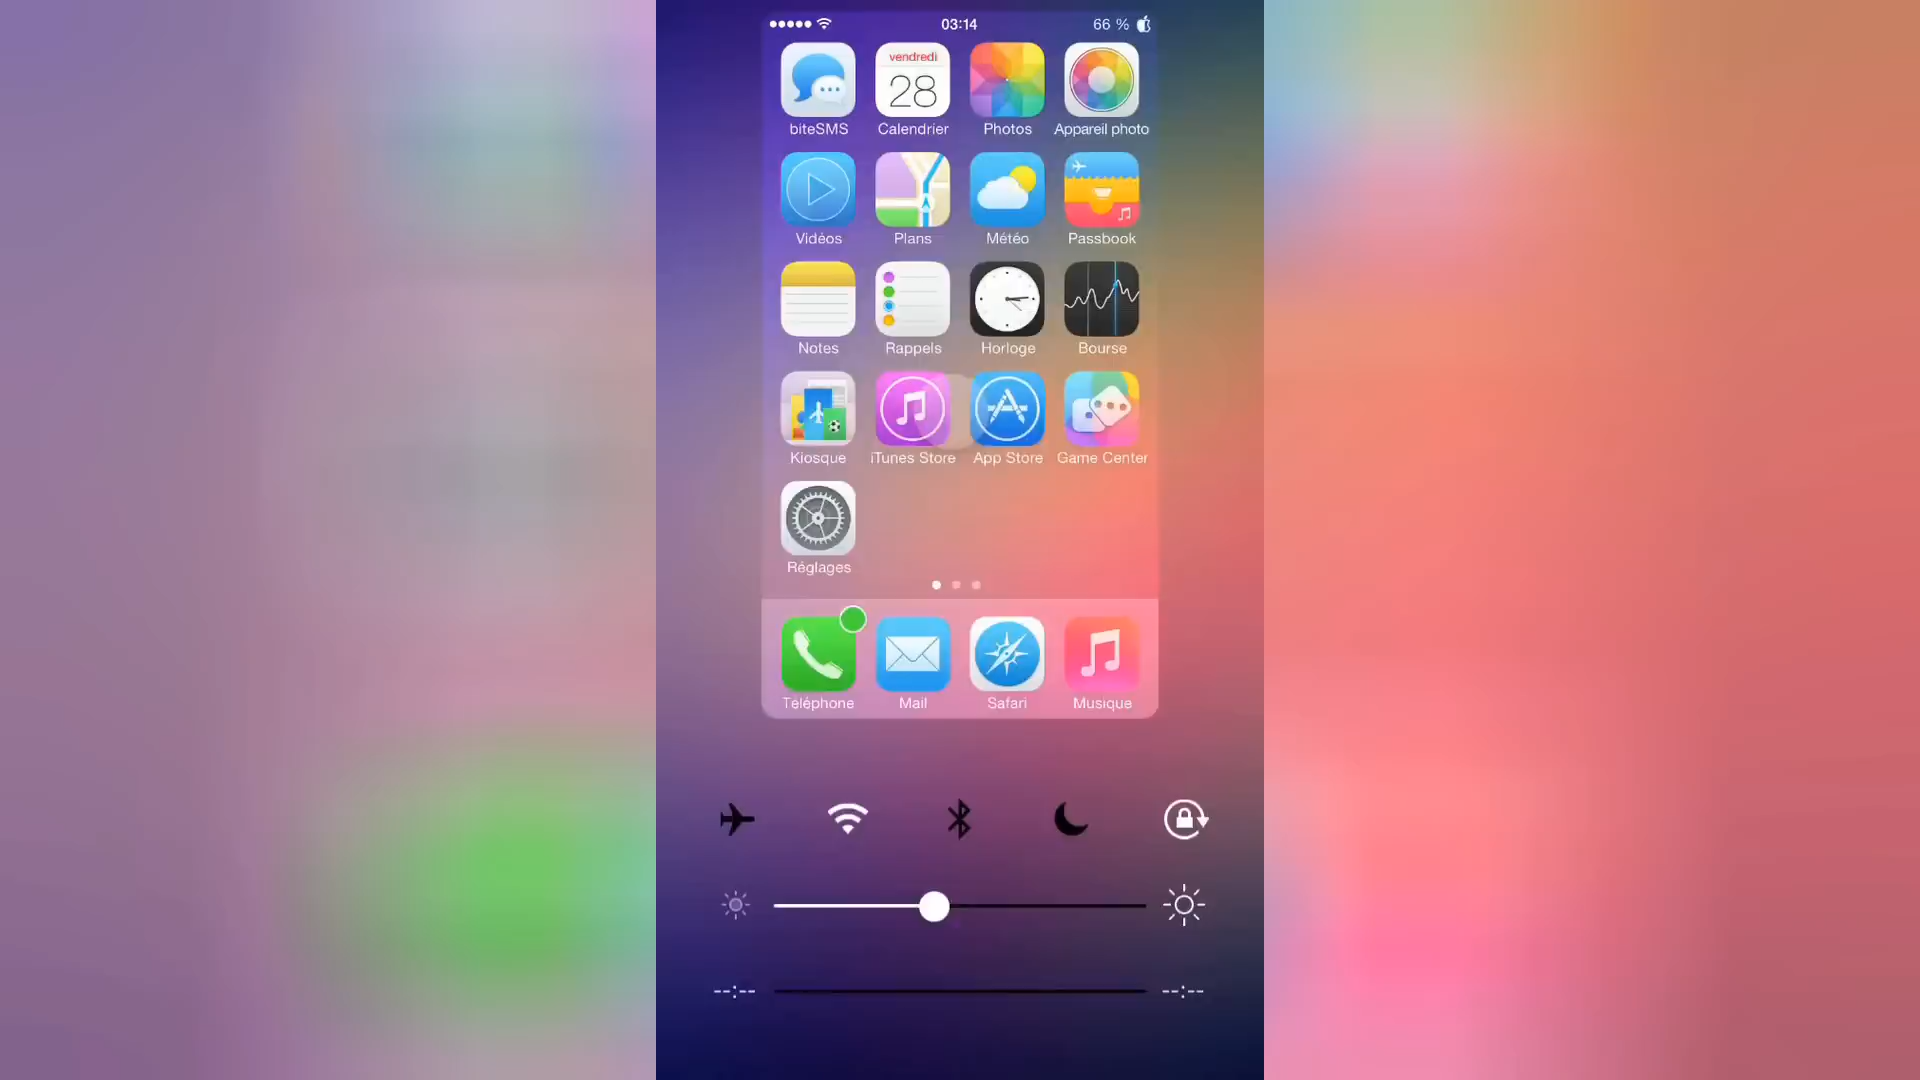 03:14 66 %
vendredi
28
biteSMS Calendrier Photos Appareil photo
Vidéos Plans Météo Passbook
Notes Rappels Horloge Bourse
Kiosque iTunes Store App Store Game Center
Réglages
Téléphone Mail Safari Musique
--:-- --:--